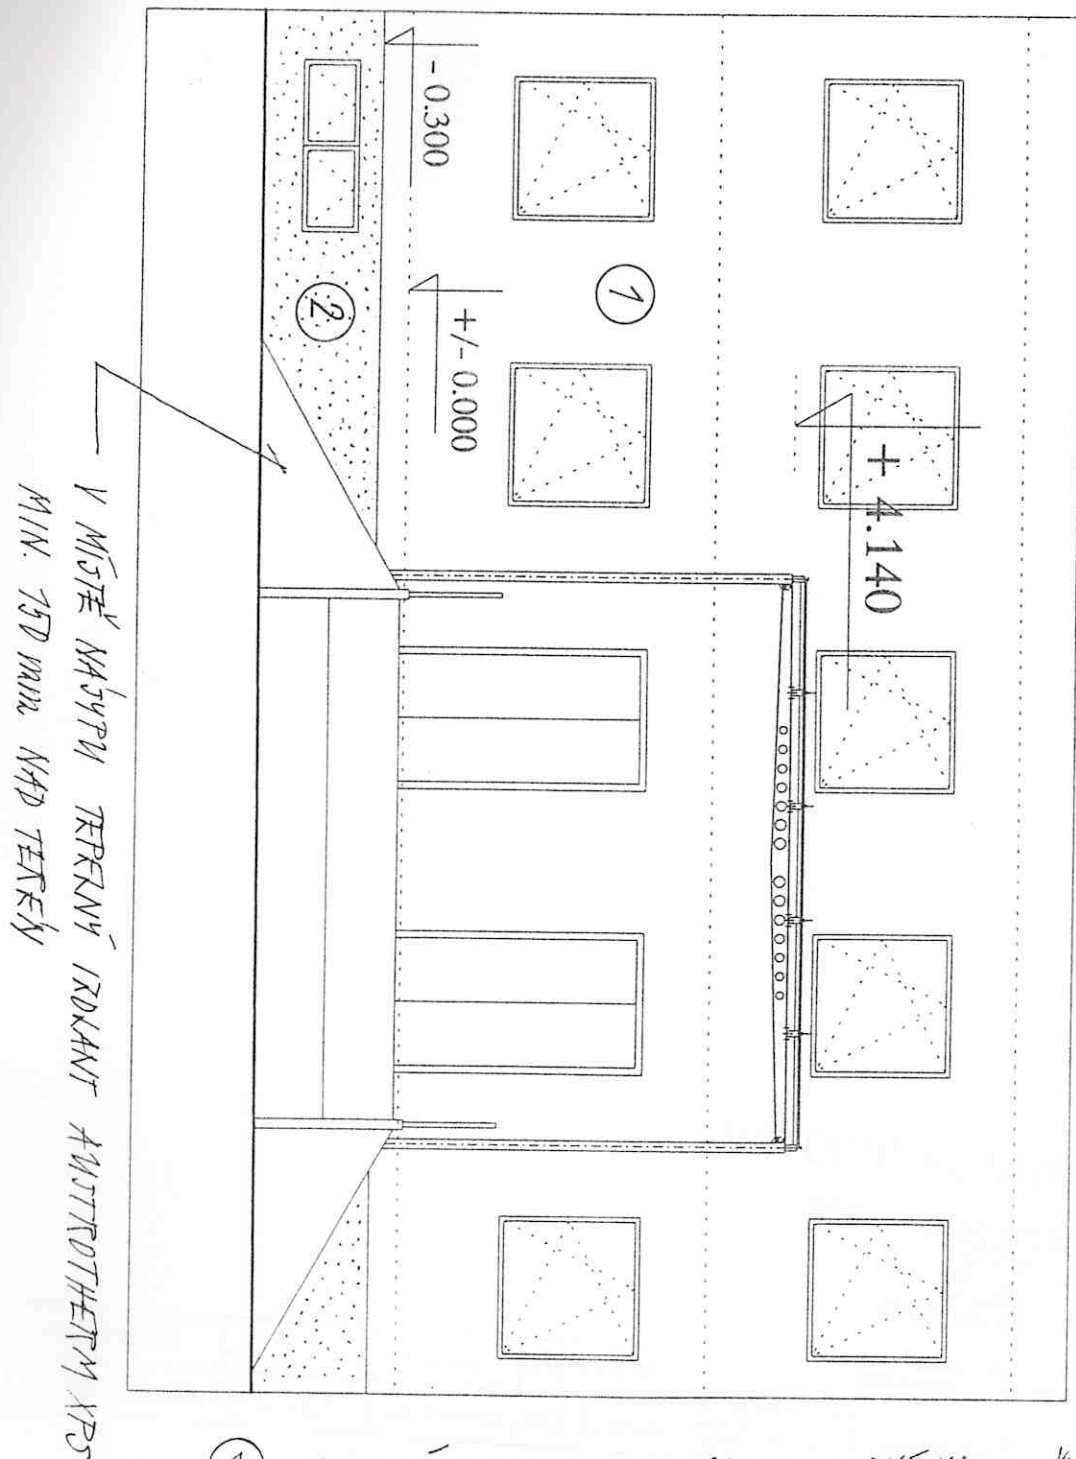 -0.300
+/-0.000
+ 4.140
1
2
V MÍSTĚ NÁSYPU TEPELNÝ IZOLANT AUSTROTHERM XPS
MIN. 150 mm NAD TERÉN